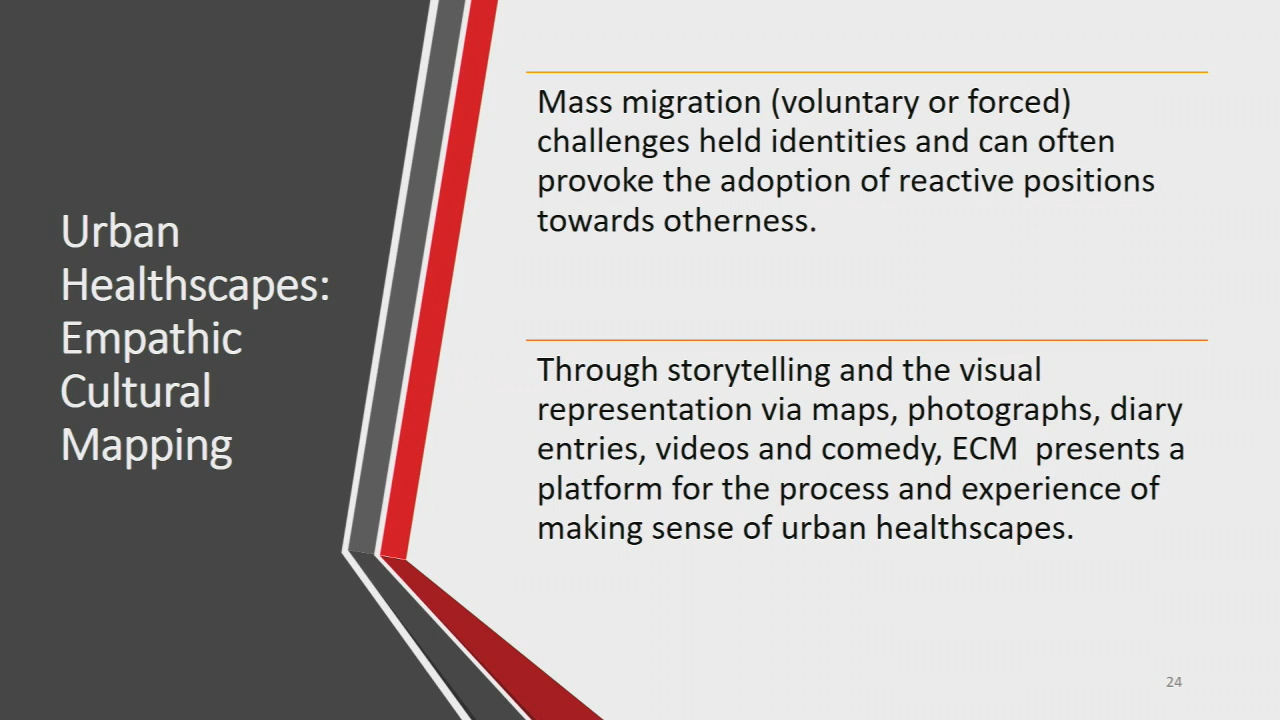 Urban
Healthscapes:
Empathic
Cultural
Mapping
Mass migration (voluntary or forced)
challenges held identities and can often
provoke the adoption of reactive positions
towards otherness.
Through storytelling and the visual
representation via maps, photographs, diary
entries, videos and comedy, ECM  presents a
platform for the process and experience of
making sense of urban healthscapes.
24